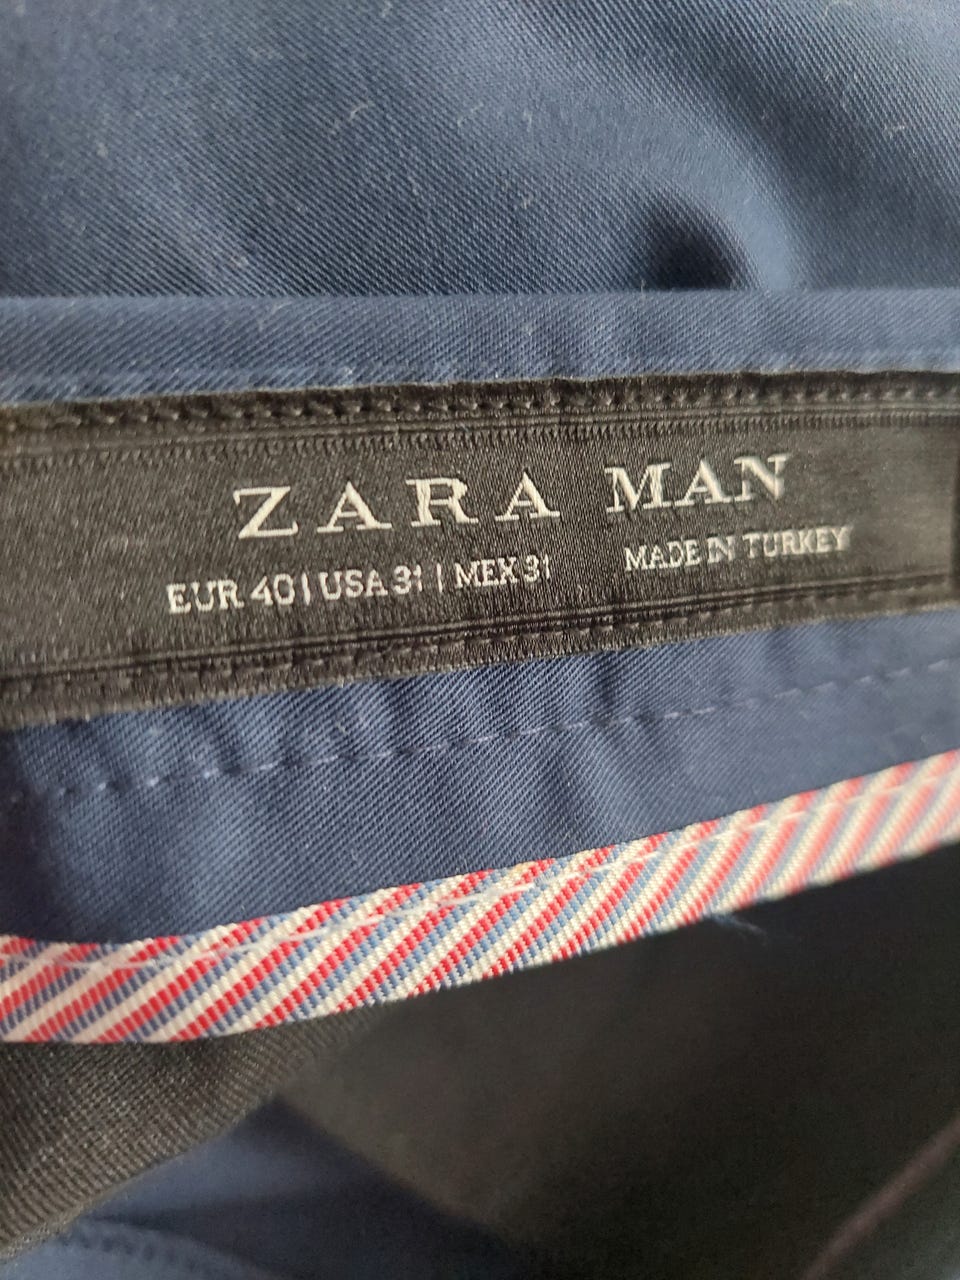 ZARA MAN
EUR 40 | USA 31 | MEX 31
MADE IN TURKEY